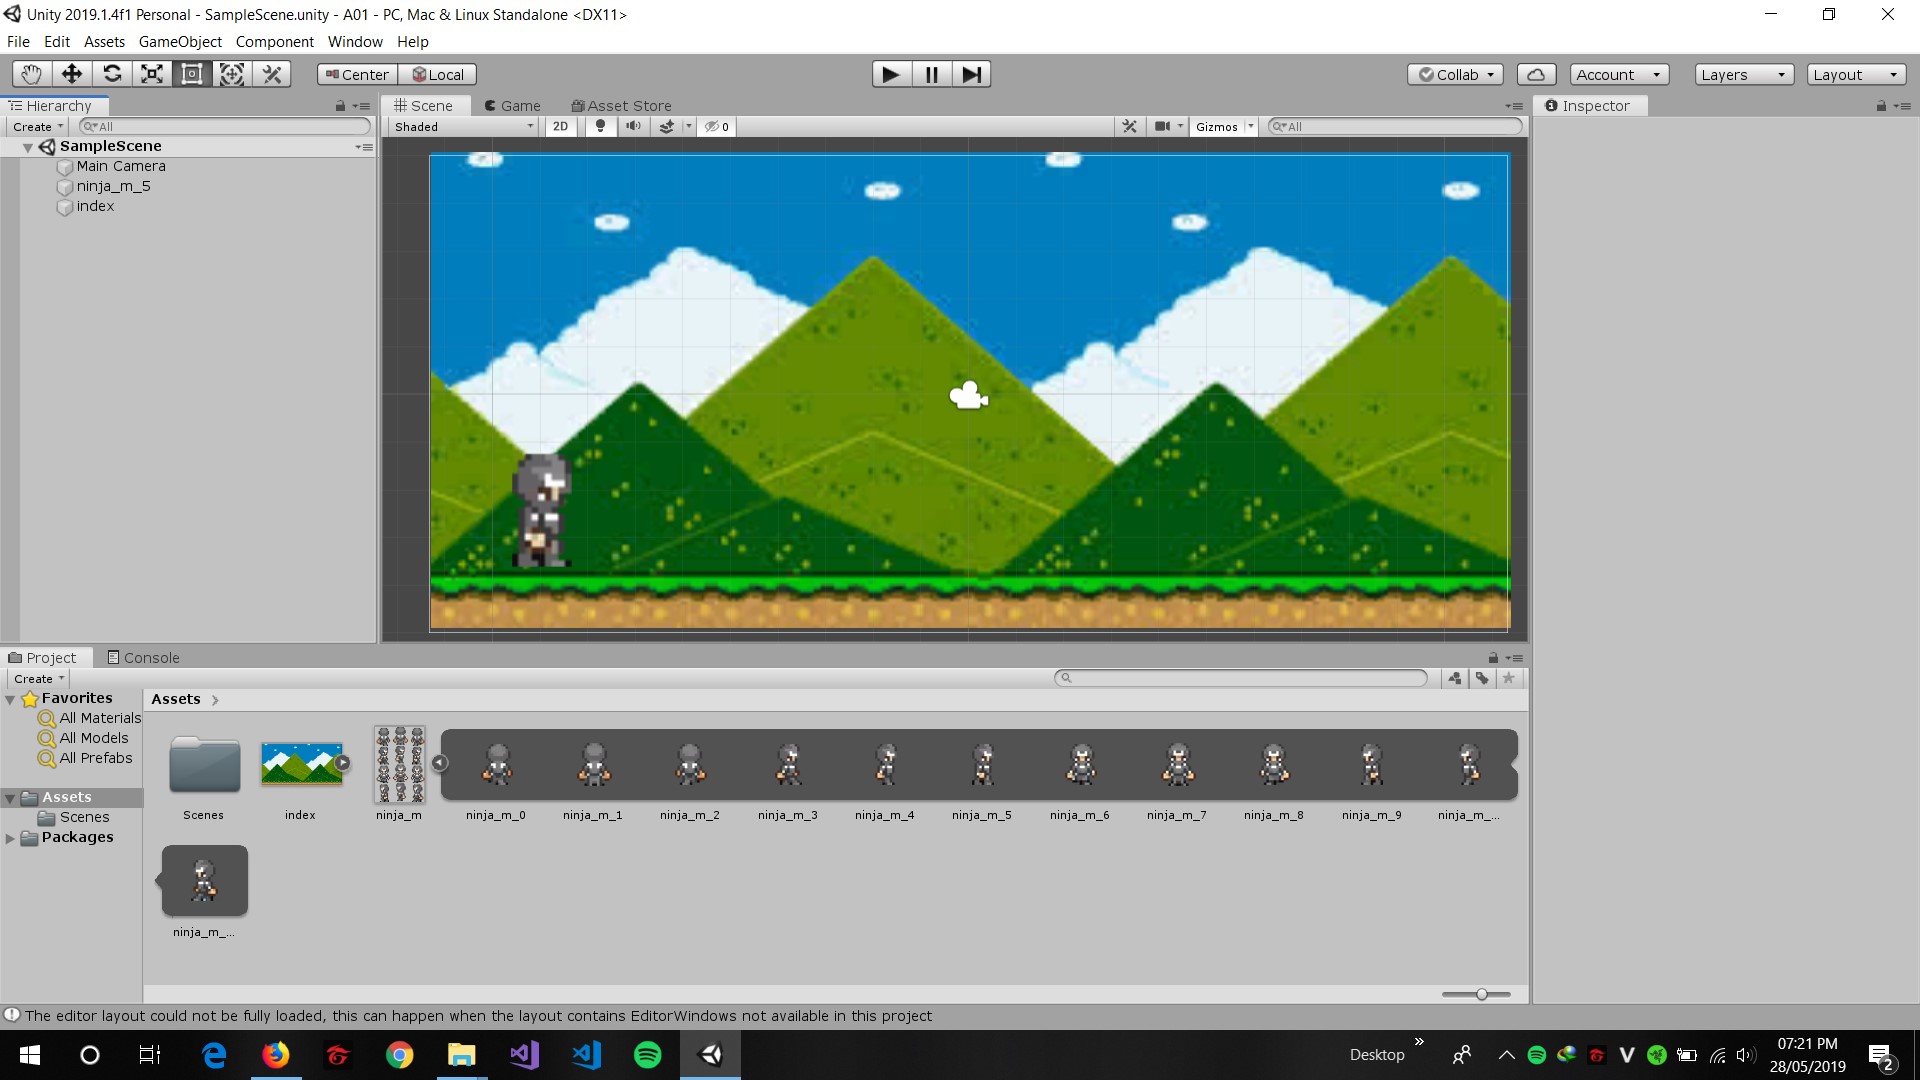 Unity 2019.1.4f1 Personal - SampleScene.unity - A01 - PC, Mac & Linux Standalone <DX11>
File Edit Assets GameObject Component Window Help
Center Local Collab Account Layers Layout
Hierarchy
Create All
SampleScene
Main Camera
ninja_m_5
index
Scene Game Asset Store
Shaded 2D 0 Gizmos All
Inspector
Project Console
Create
Favorites
All Materials
All Models
All Prefabs
Assets
Scenes
Packages
Assets
Scenes index ninja_m ninja_m_0 ninja_m_1 ninja_m_2 ninja_m_3 ninja_m_4 ninja_m_5 ninja_m_6 ninja_m_7 ninja_m_8 ninja_m_9 ninja_m_...
ninja_m_...
The editor layout could not be fully loaded, this can happen when the layout contains EditorWindows not available in this project
Desktop
07:21 PM
28/05/2019
2